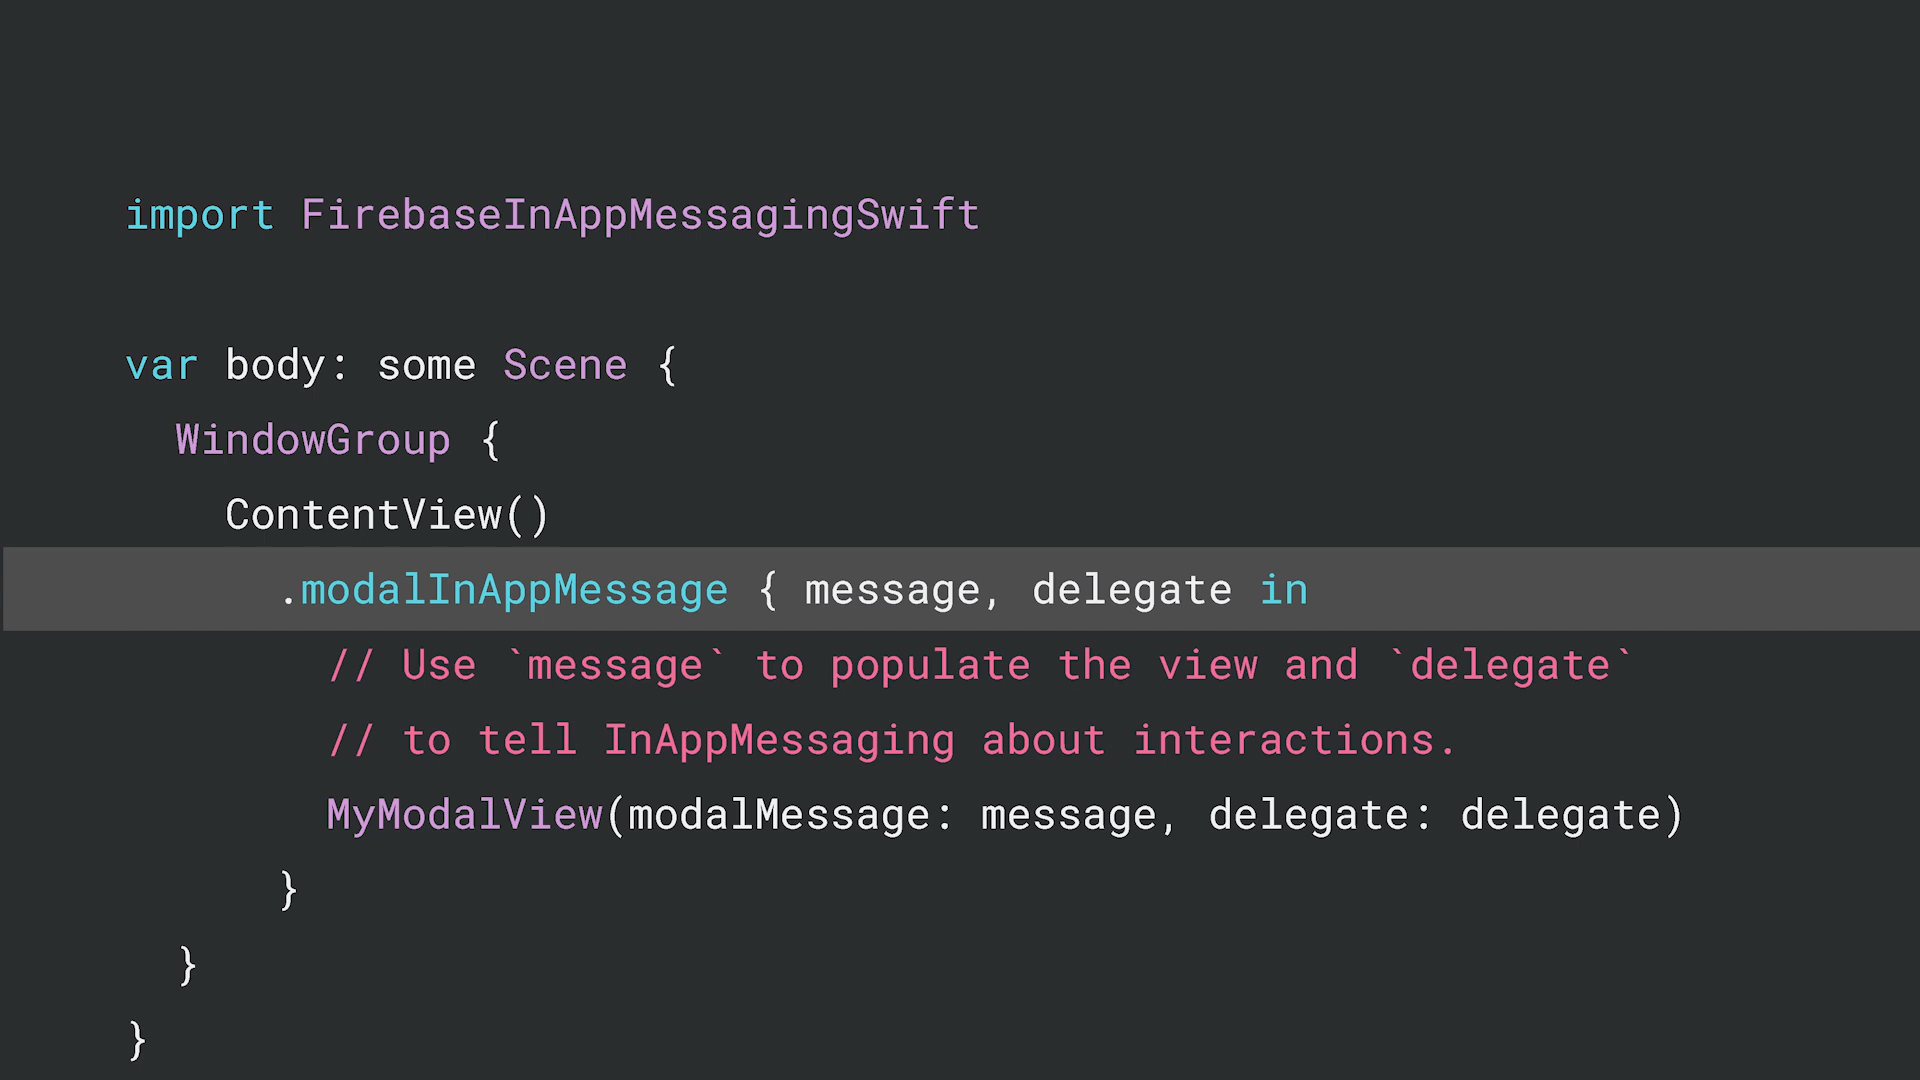 import FirebaseInAppMessagingSwift
var body: some Scene {
WindowGroup {
ContentView()
.modalInAppMessage { message, delegate in
// Use `message` to populate the view and `delegate`
// to tell InAppMessaging about interactions.
MyModalView(modalMessage: message, delegate: delegate)
}
}
}